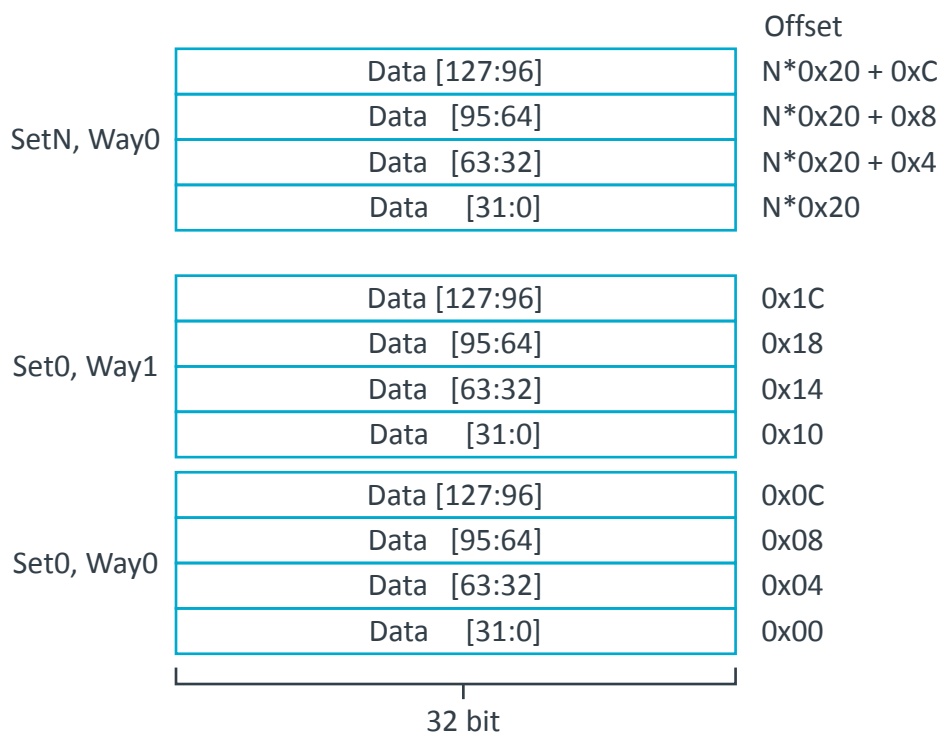 Offset
Data [127:96] N*0x20 + 0xC
Data [95:64] N*0x20 + 0x8
SetN, Way0
Data [63:32] N*0x20 + 0x4
Data [31:0] N*0x20
Data [127:96] 0x1C
Data [95:64] 0x18
Set0, Way1
Data [63:32] 0x14
Data [31:0] 0x10
Data [127:96] 0x0C
Data [95:64] 0x08
Set0, Way0
Data [63:32] 0x04
Data [31:0] 0x00
32 bit